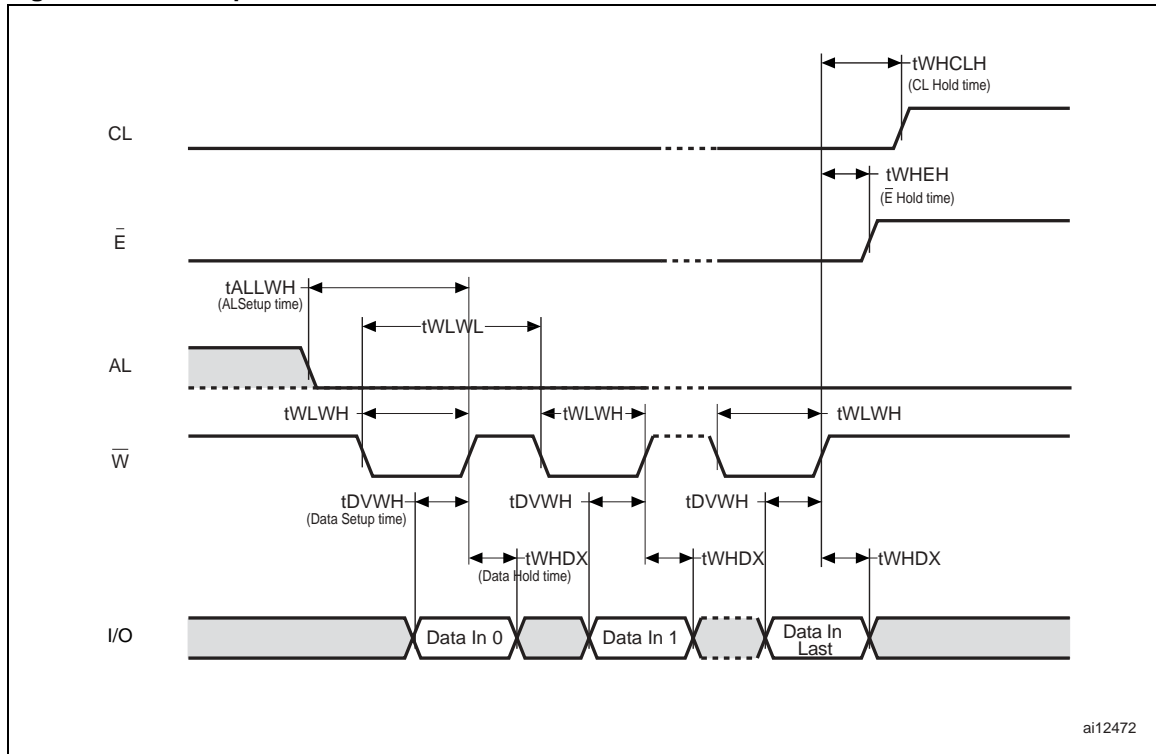 tWHCLH
(CL Hold time)
CL
tWHEH
(E̅ Hold time)
E̅
tALLWH
(ALSetup time)
tWLWL
AL
tWLWH
tWLWH
tWLWH
W̅
tDVWH
(Data Setup time)
tDVWH
tDVWH
tWHDX
(Data Hold time)
tWHDX
tWHDX
I/O
Data In 0
Data In 1
Data In
Last
ai12472